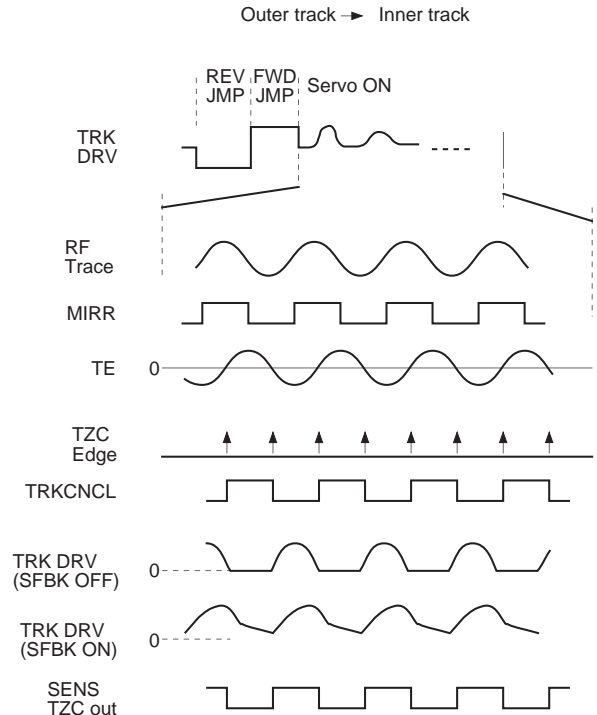 Outer track → Inner track
REV JMP
FWD JMP
Servo ON
TRK DRV
RF Trace
MIRR
TE
0
TZC Edge
TRKCNCL
TRK DRV (SFBK OFF)
0
TRK DRV (SFBK ON)
0
SENS TZC out